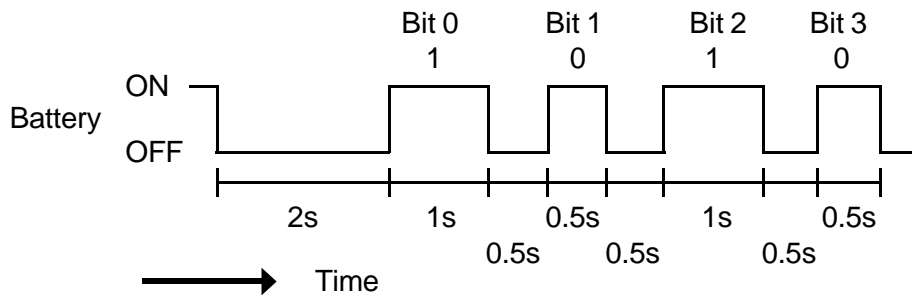 Bit 0 Bit 1 Bit 2 Bit 3
1 0 1 0
ON
Battery
OFF
2s 1s 0.5s 1s 0.5s
0.5s 0.5s 0.5s
Time